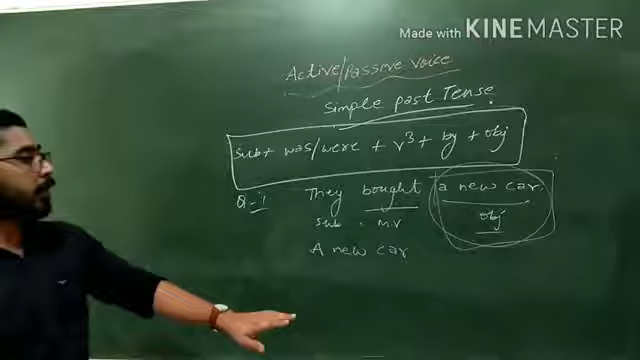 Made with KINEMASTER
Active/Passive Voice
Simple past Tense.
Sub + was/were + v3 + by + obj
Q-1 They bought a new car.
Sub . M.V obj
A new car